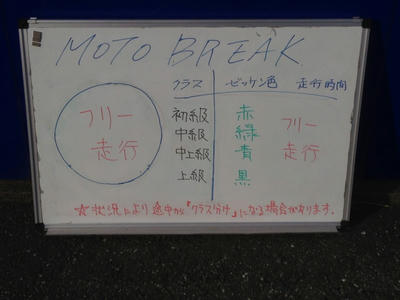 MOTO BREAK
クラス ゼッケン色 走行時間
フリー走行
初級 赤
中級 緑
中上級 青
上級 黒
フリー走行
☆状況により途中から『クラス分け』になる場合があります。